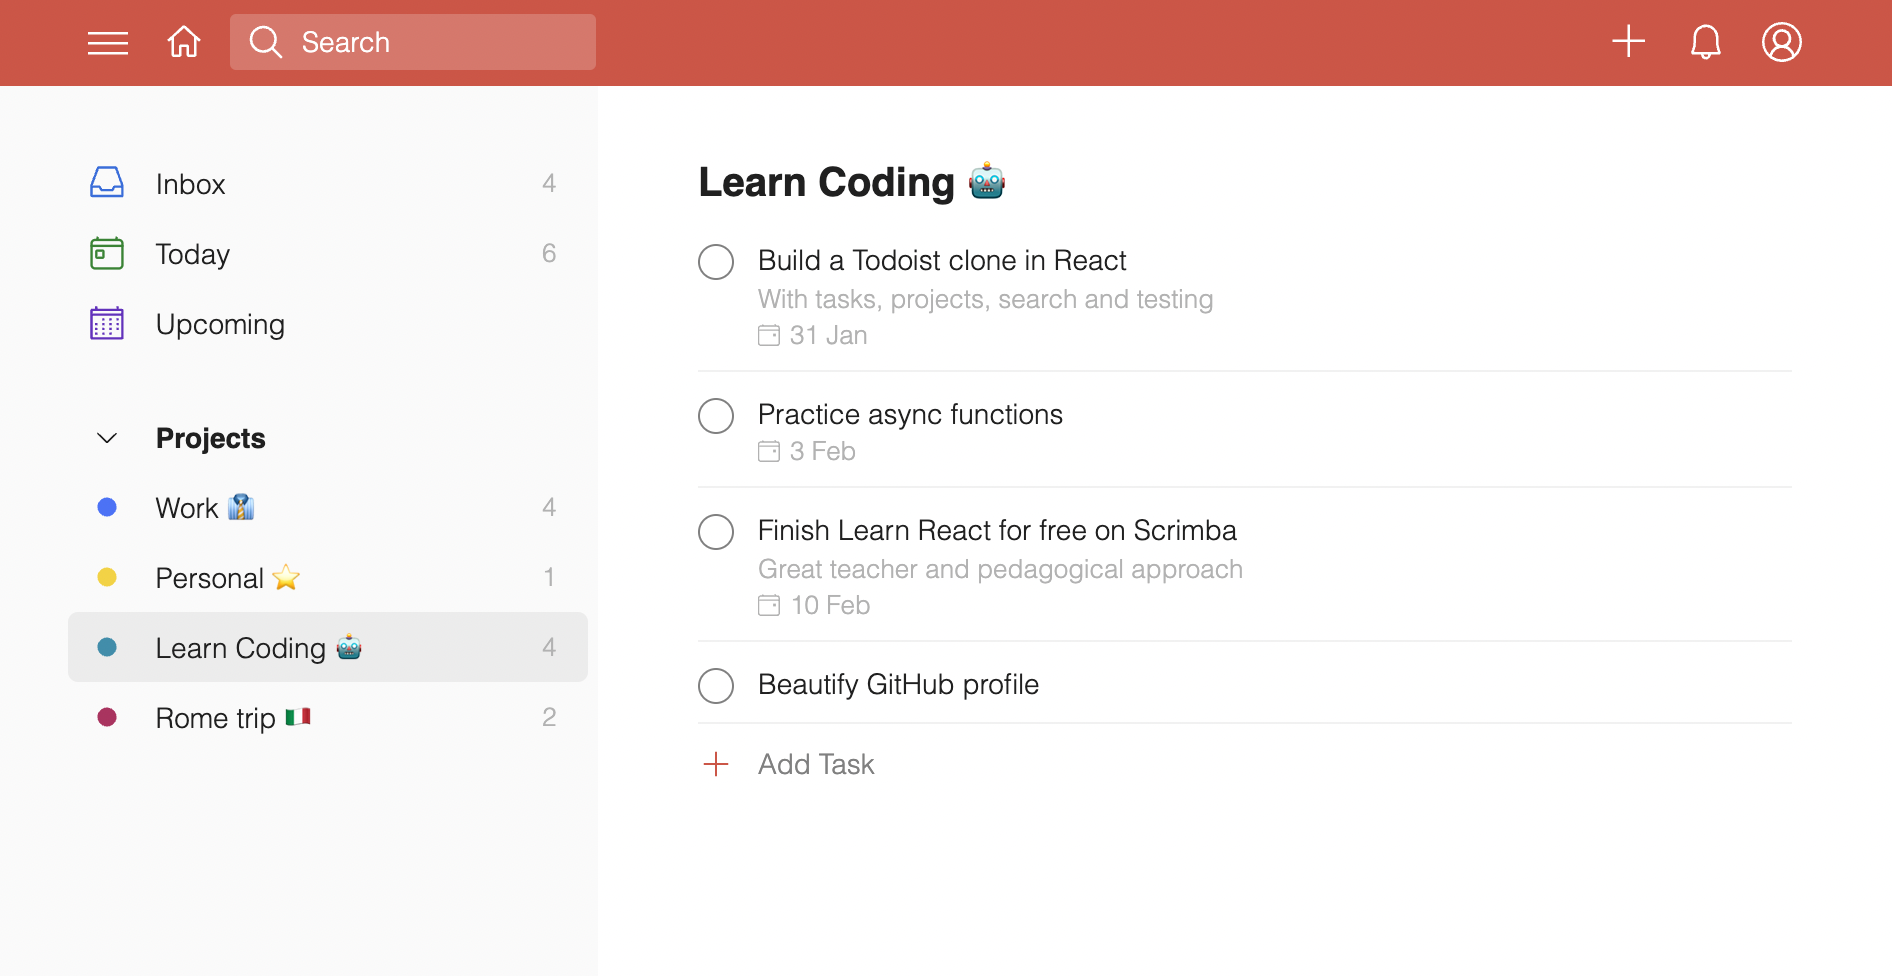 Search
Inbox 4
Today 6
Upcoming
Projects
Work 👔 4
Personal ⭐ 1
Learn Coding 🤖 4
Rome trip 🇮🇹 2
Learn Coding 🤖
Build a Todoist clone in React
With tasks, projects, search and testing
31 Jan
Practice async functions
3 Feb
Finish Learn React for free on Scrimba
Great teacher and pedagogical approach
10 Feb
Beautify GitHub profile
Add Task